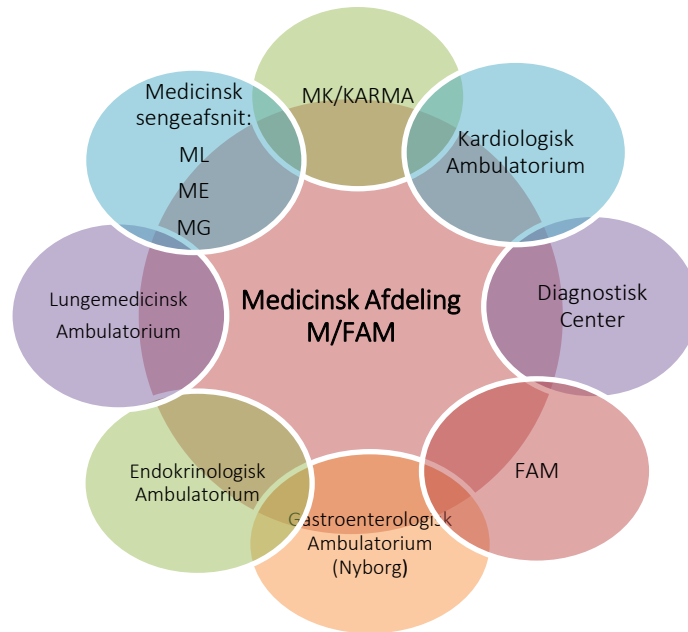 MK/KARMA
Kardiologisk
Ambulatorium
Diagnostisk
Center
FAM
Gastroenterologisk
Ambulatorium
(Nyborg)
Endokrinologisk
Ambulatorium
Lungemedicinsk
Ambulatorium
Medicinsk
sengeafsnit:
ML
ME
MG
Medicinsk Afdeling
M/FAM